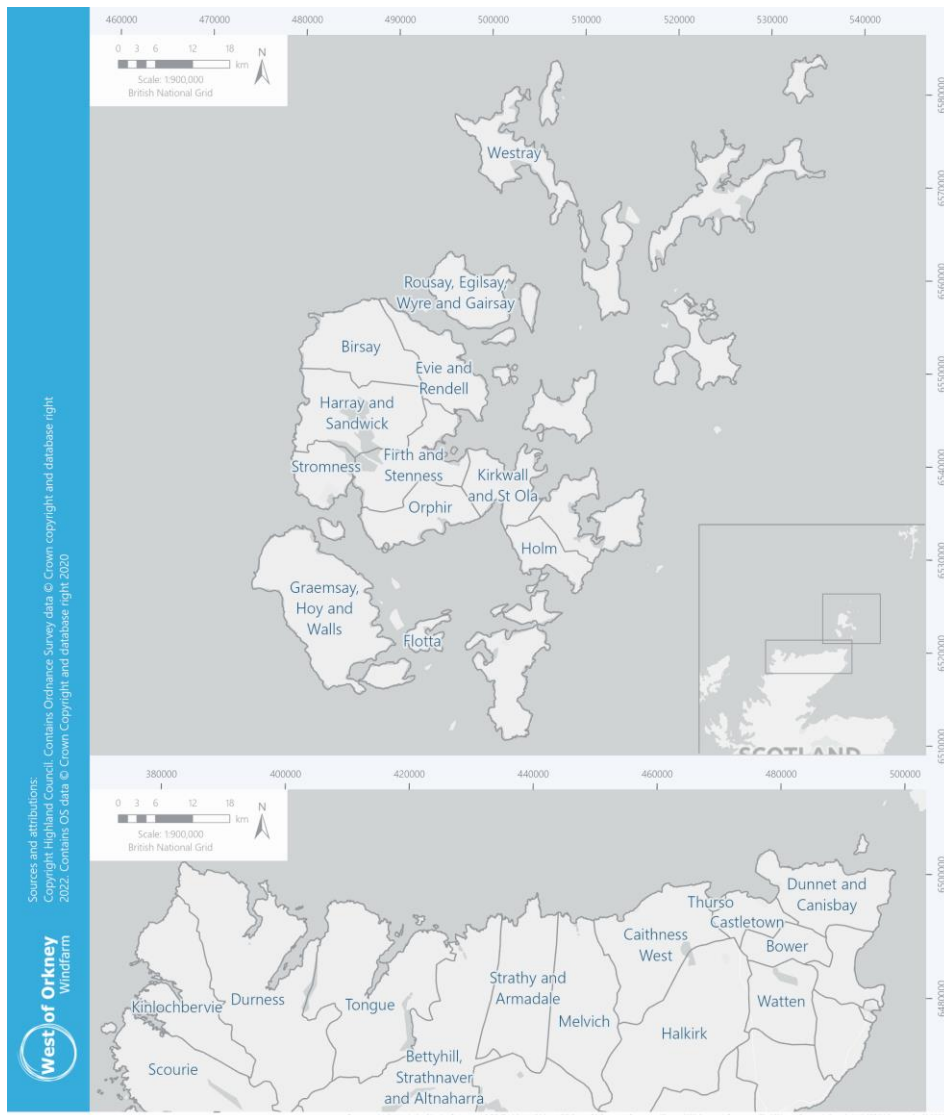 460000 470000 480000 490000 500000 510000 520000 530000 540000
0 3 6 12 18
km
N
Scale: 1:900,000
British National Grid
6580000
6570000
6560000
6550000
6540000
6530000
6520000
6510000
Westray
Rousay, Egilsay,
Wyre and Gairsay
Birsay
Evie and
Rendell
Harray and
Sandwick
Stromness
Firth and
Stenness
Kirkwall
and St Ola
Orphir
Holm
Graemsay,
Hoy and
Walls
Flotta
SCOTLAND
380000 400000 420000 440000 460000 480000 500000
0 3 6 12 18
km
N
Scale: 1:900,000
British National Grid
6500000
6480000
Dunnet and
Canisbay
Thurso
Castletown
Caithness
West
Bower
Strathy and
Armadale
Kinlochbervie
Durness
Tongue
Melvich
Watten
Halkirk
Scourie
Bettyhill,
Strathnaver
and Altnaharra
Sources and attributions:
Copyright Highland Council. Contains Ordnance Survey data © Crown copyright and database right
2022. Contains OS data © Crown Copyright and database right 2020
West of Orkney
Windfarm